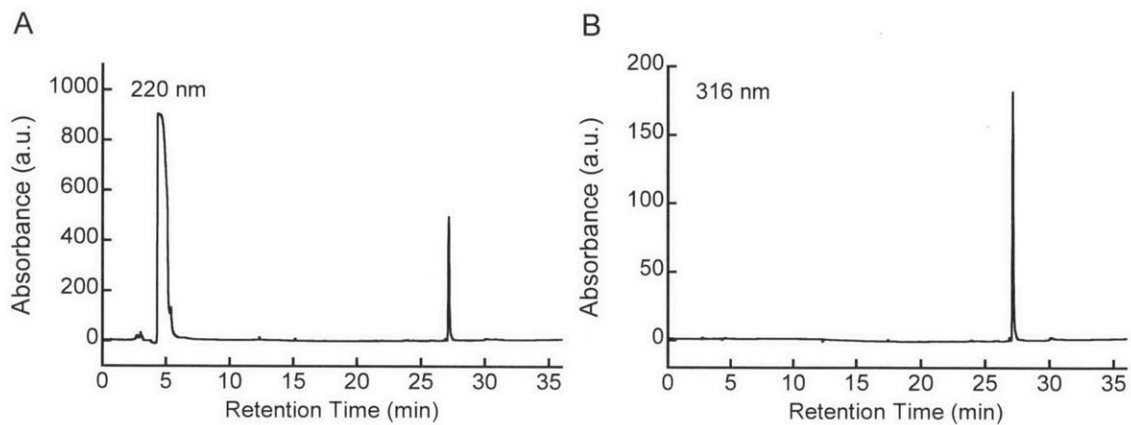 A
220 nm
Absorbance (a.u.)
1000
800
600
400
200
0
0 5 10 15 20 25 30 35
Retention Time (min)
B
316 nm
Absorbance (a.u.)
200
150
100
50
0
0 5 10 15 20 25 30 35
Retention Time (min)